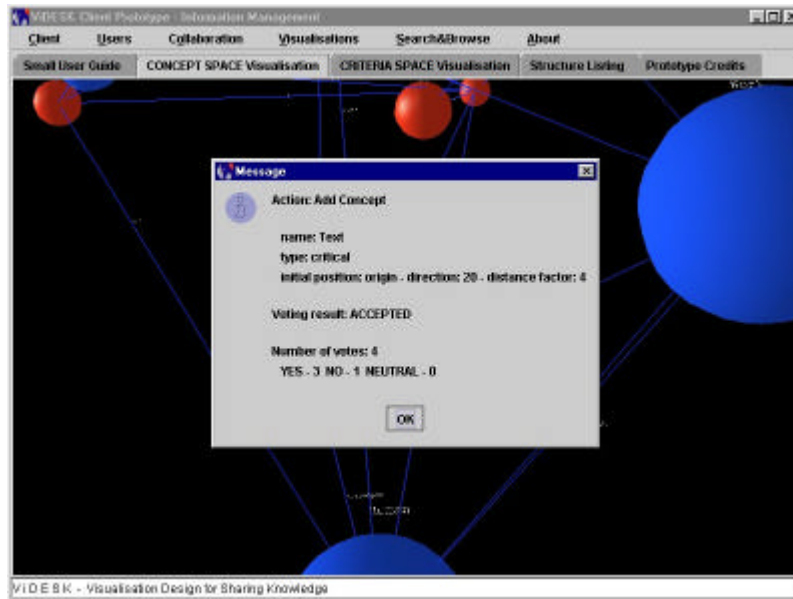 ViDESK Client Prototype - Information Management
Client Users Collaboration Visualisations Search&Browse About
Small User Guide CONCEPT SPACE Visualisation CRITERIA SPACE Visualisation Structure Listing Prototype Credits
Message
Action: Add Concept
name: Text
type: critical
initial position: origin - direction: 20 - distance factor: 4
Voting result: ACCEPTED
Number of votes: 4
YES - 3 NO - 1 NEUTRAL - 0
OK
V i D E S K - Visualisation Design for Sharing Knowledge